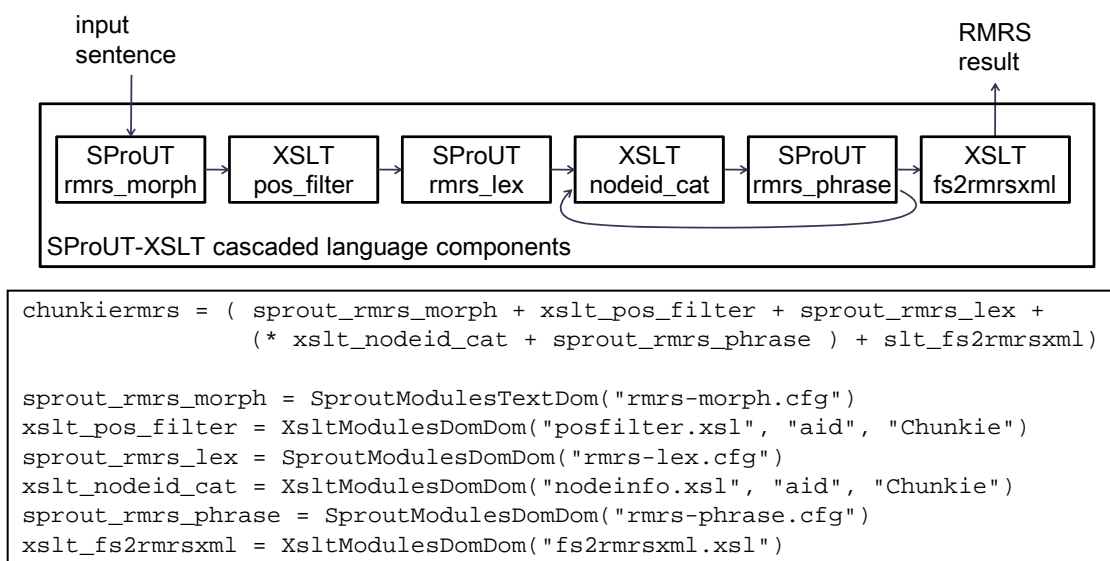 input
sentence
RMRS
result
SProUT
rmrs_morph
XSLT
pos_filter
SProUT
rmrs_lex
XSLT
nodeid_cat
SProUT
rmrs_phrase
XSLT
fs2rmrsxml
SProUT-XSLT cascaded language components
chunkiermrs = ( sprout_rmrs_morph + xslt_pos_filter + sprout_rmrs_lex +
(* xslt_nodeid_cat + sprout_rmrs_phrase ) + slt_fs2rmrsxml)
sprout_rmrs_morph = SproutModulesTextDom("rmrs-morph.cfg")
xslt_pos_filter = XsltModulesDomDom("posfilter.xsl", "aid", "Chunkie")
sprout_rmrs_lex = SproutModulesDomDom("rmrs-lex.cfg")
xslt_nodeid_cat = XsltModulesDomDom("nodeinfo.xsl", "aid", "Chunkie")
sprout_rmrs_phrase = SproutModulesDomDom("rmrs-phrase.cfg")
xslt_fs2rmrsxml = XsltModulesDomDom("fs2rmrsxml.xsl")